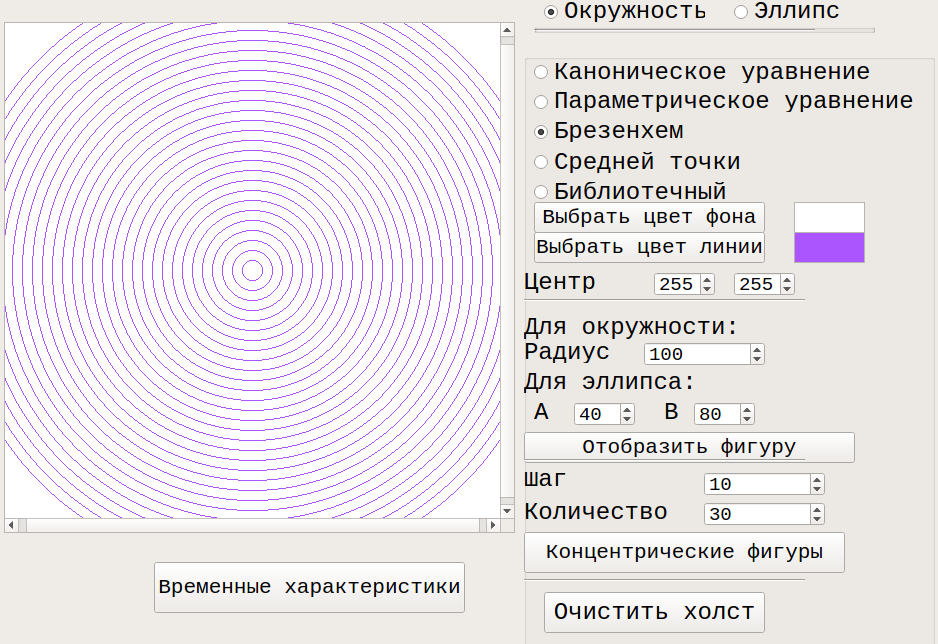 Окружность Эллипс
Каноническое уравнение
Параметрическое уравнение
Брезенхем
Средней точки
Библиотечный
Выбрать цвет фона
Выбрать цвет линии
Центр 255 255
Для окружности:
Радиус 100
Для эллипса:
A 40 B 80
Отобразить фигуру
Шаг 10
Количество 30
Концентрические фигуры
Временные характеристики
Очистить холст